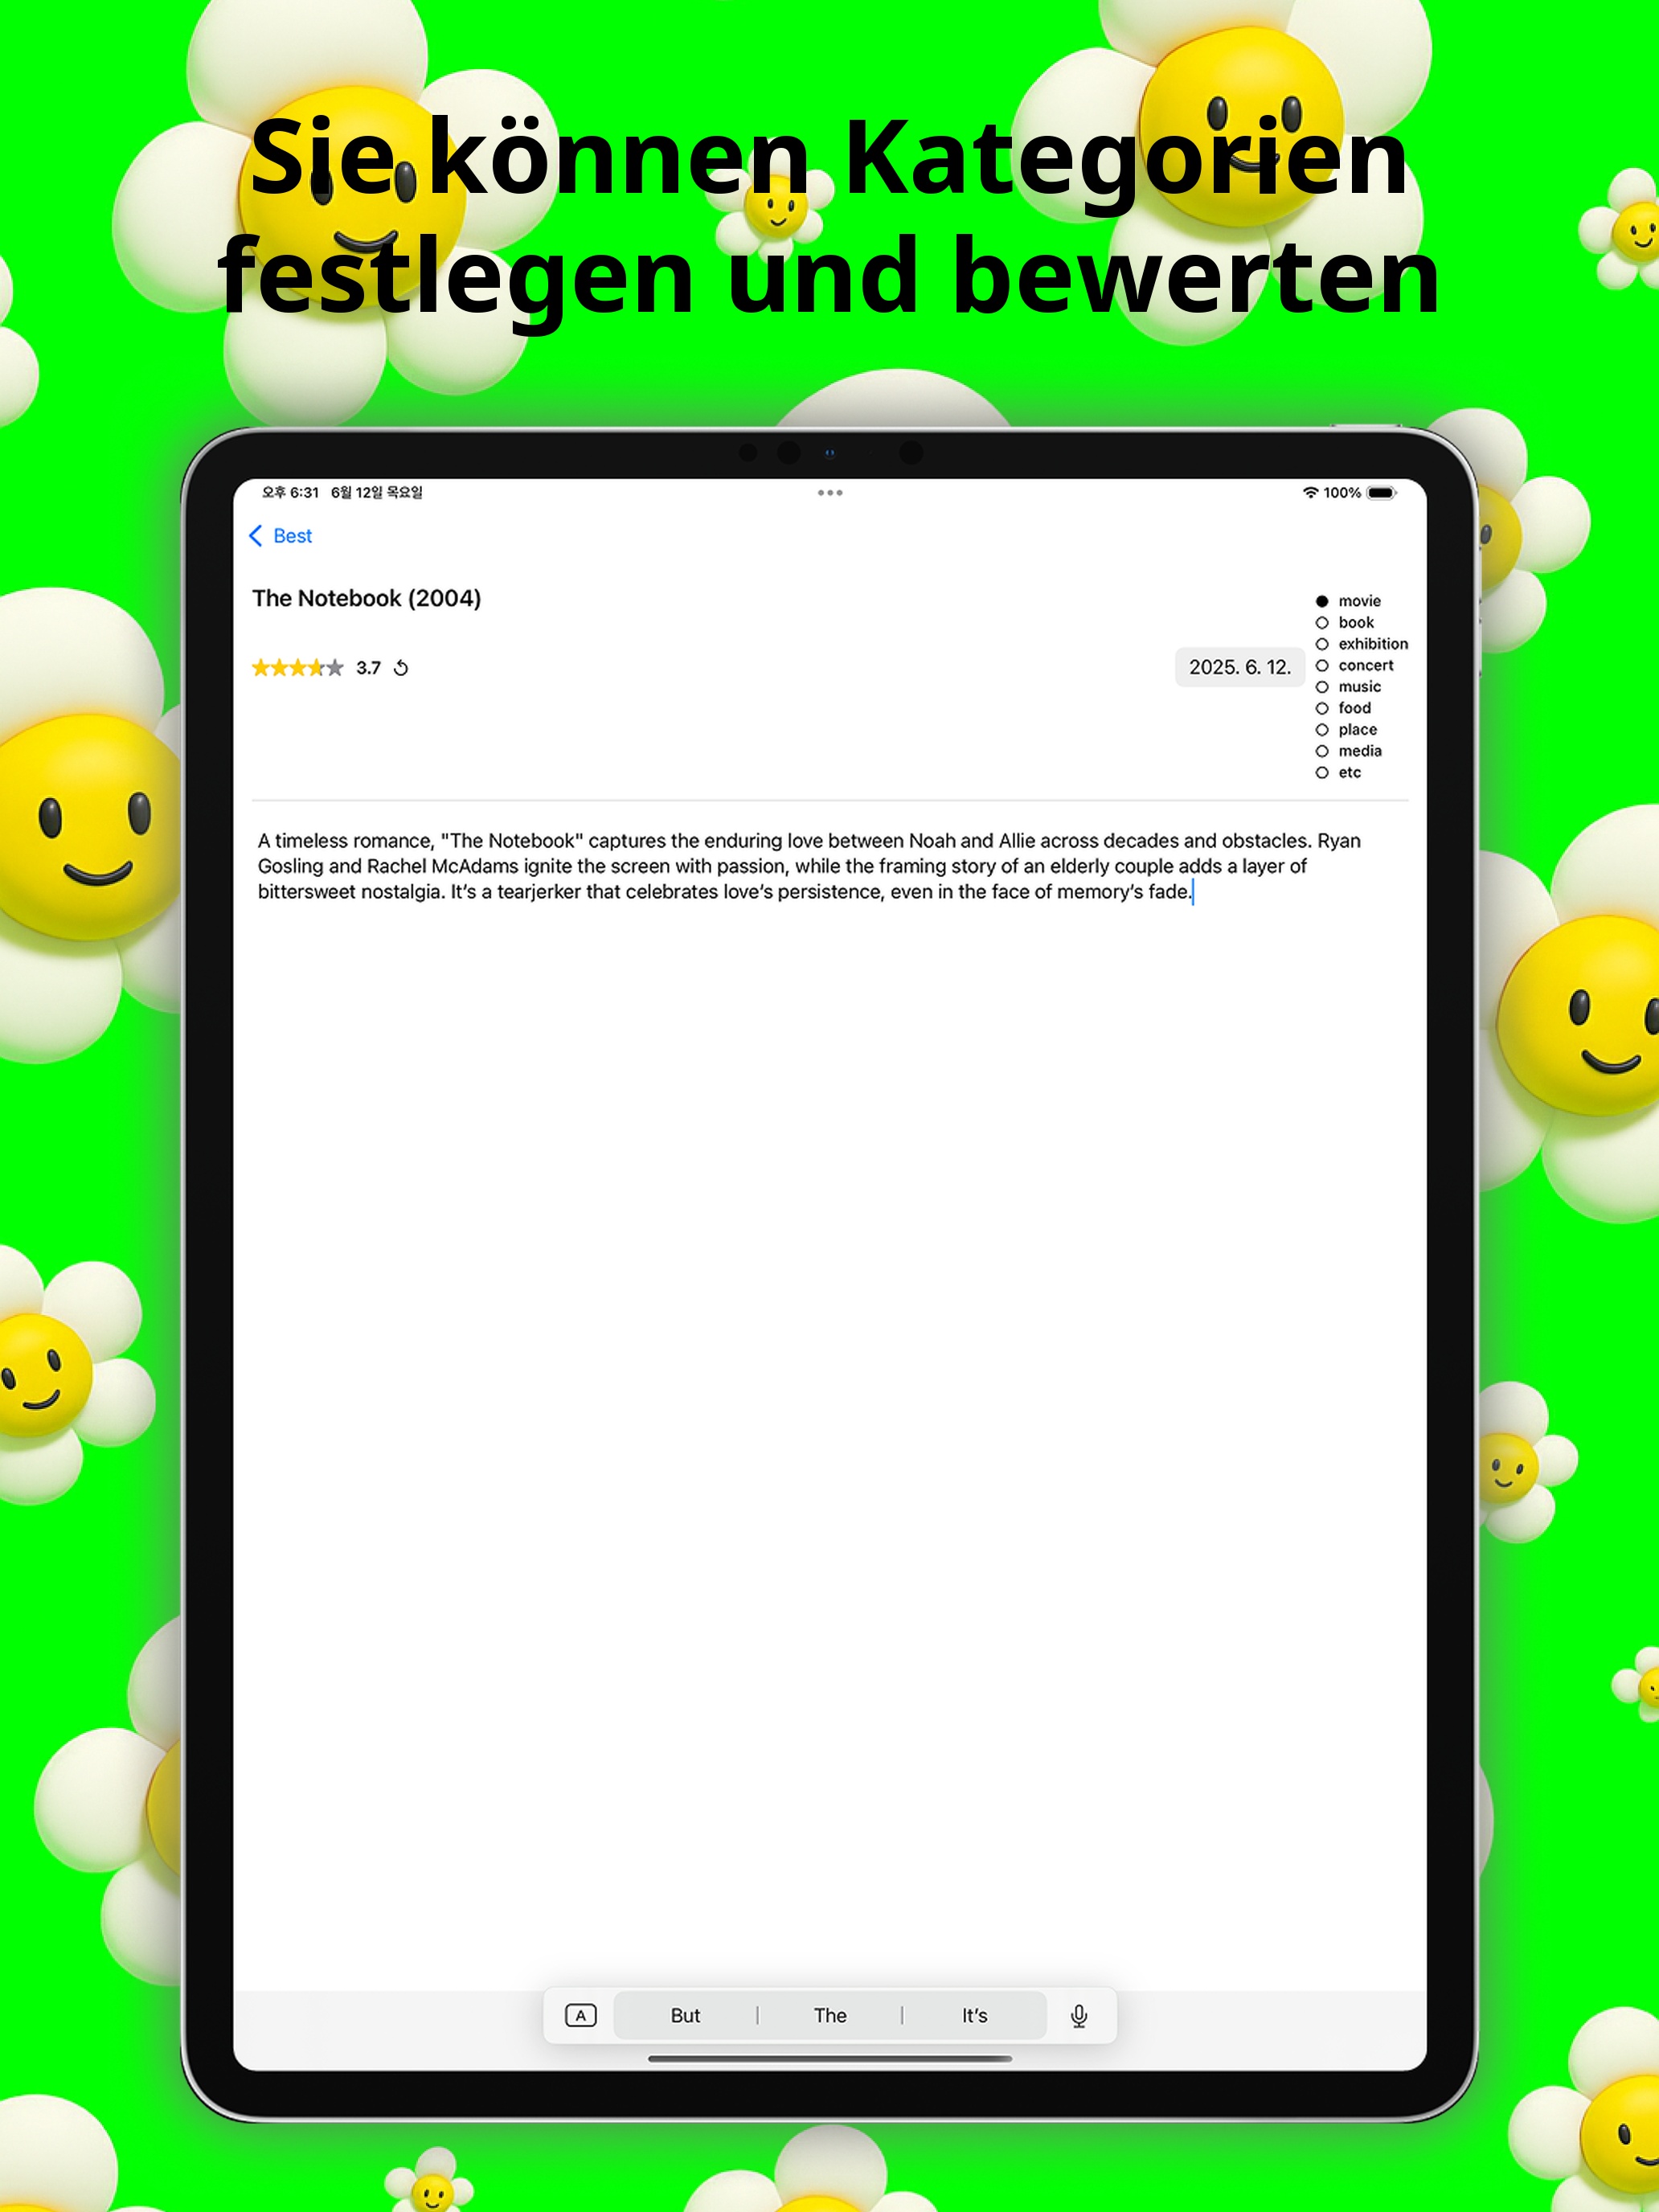 Sie können Kategorien
festlegen und bewerten
오후 6:31 6월 12일 목요일
100%
Best
The Notebook (2004)
3.7
2025. 6. 12.
movie
book
exhibition
concert
music
food
place
media
etc
A timeless romance, "The Notebook" captures the enduring love between Noah and Allie across decades and obstacles. Ryan
Gosling and Rachel McAdams ignite the screen with passion, while the framing story of an elderly couple adds a layer of
bittersweet nostalgia. It’s a tearjerker that celebrates love’s persistence, even in the face of memory’s fade.
A But The It’s